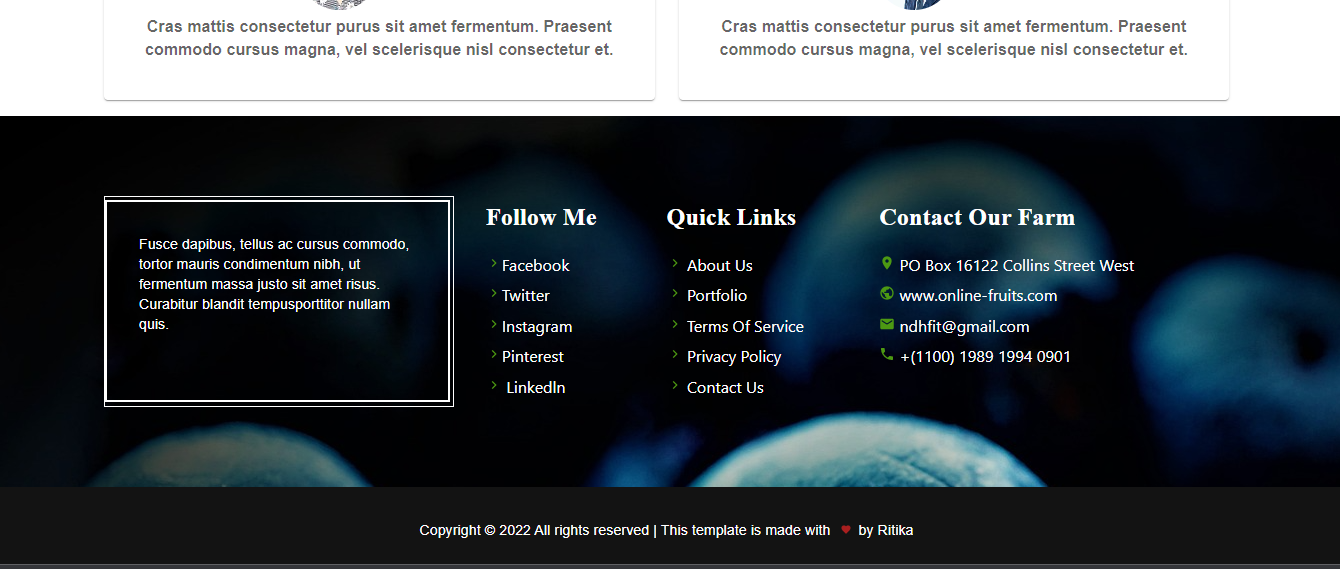 Cras mattis consectetur purus sit amet fermentum. Praesent
commodo cursus magna, vel scelerisque nisl consectetur et.
Cras mattis consectetur purus sit amet fermentum. Praesent
commodo cursus magna, vel scelerisque nisl consectetur et.
Fusce dapibus, tellus ac cursus commodo,
tortor mauris condimentum nibh, ut
fermentum massa justo sit amet risus.
Curabitur blandit tempusporttitor nullam
quis.
Follow Me
Facebook
Twitter
Instagram
Pinterest
LinkedIn
Quick Links
About Us
Portfolio
Terms Of Service
Privacy Policy
Contact Us
Contact Our Farm
PO Box 16122 Collins Street West
www.online-fruits.com
ndhfit@gmail.com
+(1100) 1989 1994 0901
Copyright © 2022 All rights reserved | This template is made with ♥ by Ritika